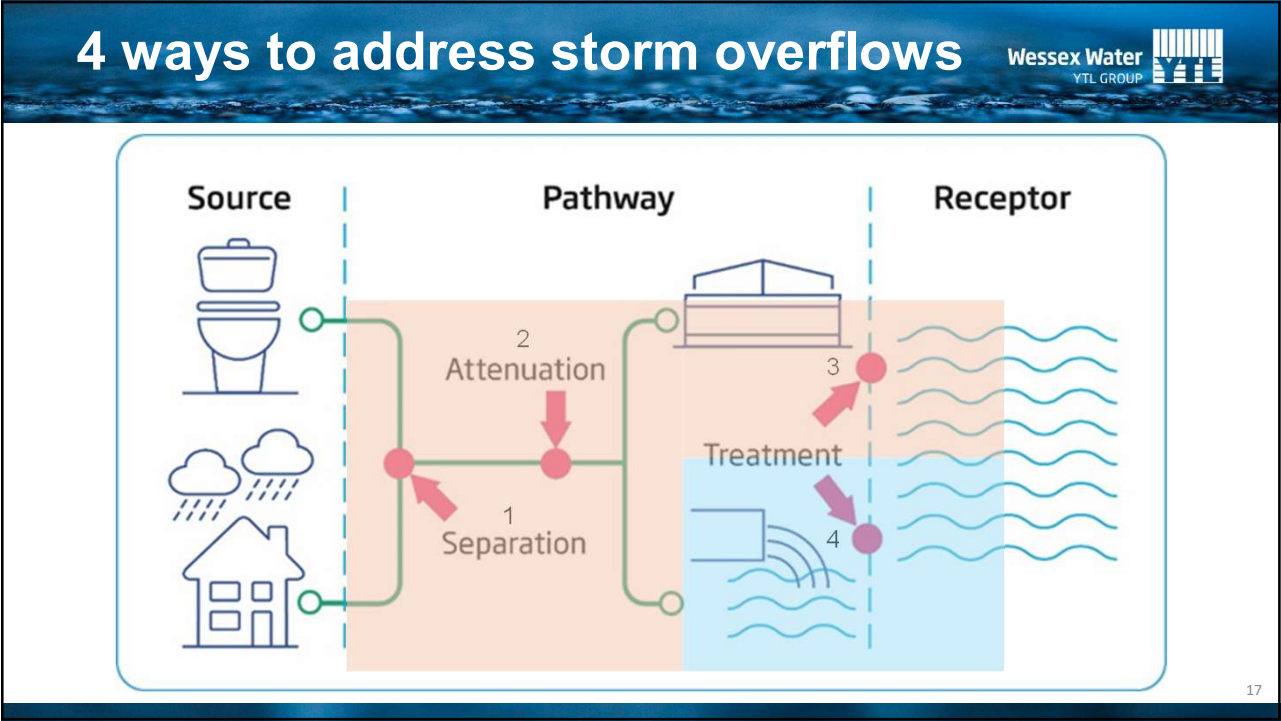 4 ways to address storm overflows
Wessex Water
YTL GROUP
YTL
Source
Pathway
Receptor
2
Attenuation
3
Treatment
1
Separation
4
17